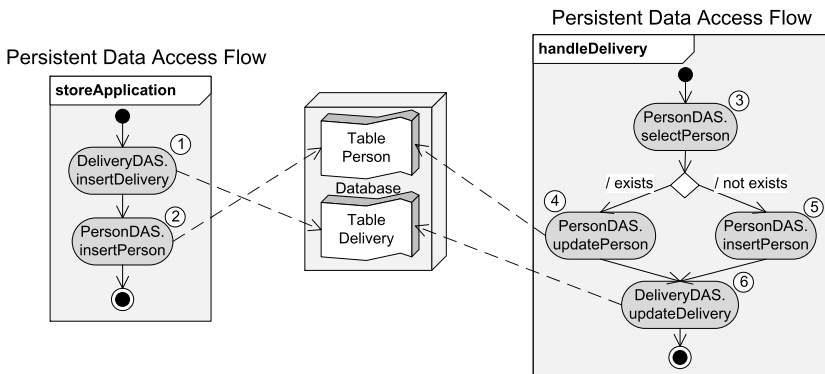 Persistent Data Access Flow
storeApplication
1
DeliveryDAS.
insertDelivery
2
PersonDAS.
insertPerson
Table
Person
Database
Table
Delivery
Persistent Data Access Flow
handleDelivery
3
PersonDAS.
selectPerson
/ exists
/ not exists
4
PersonDAS.
updatePerson
5
PersonDAS.
insertPerson
6
DeliveryDAS.
updateDelivery